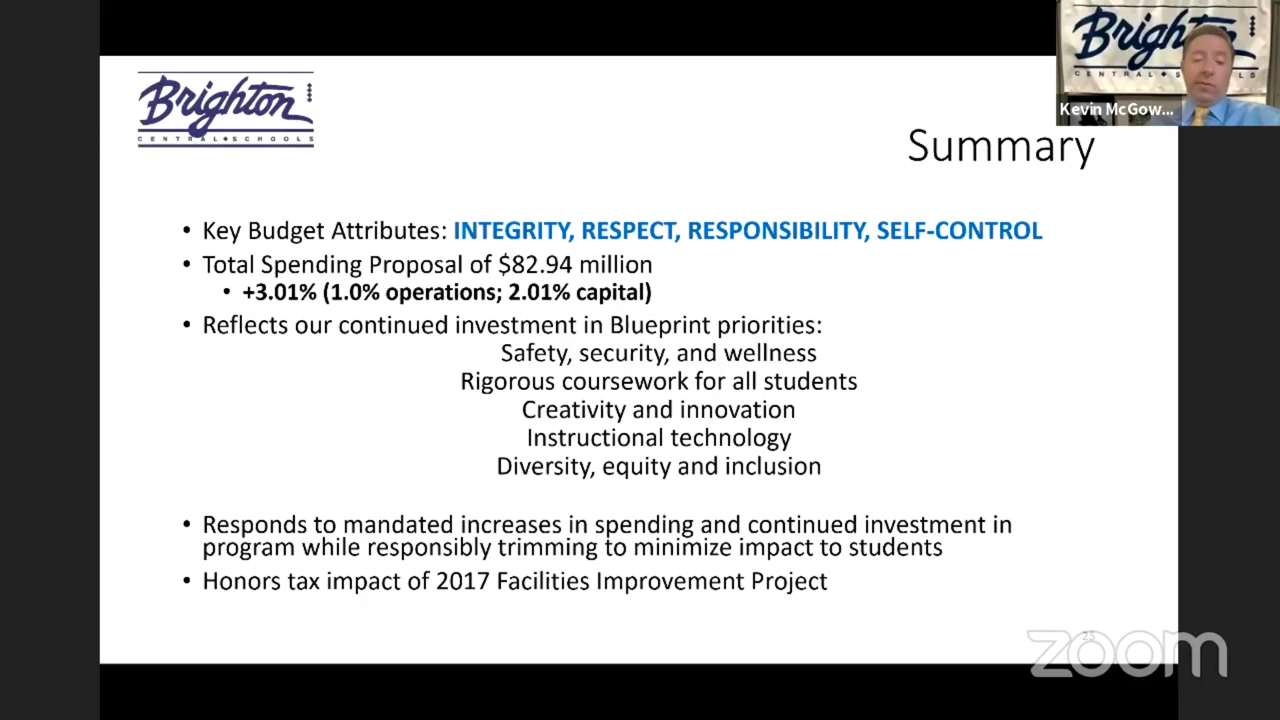 Brighton
CENTRAL SCHOOLS
Brighton
CENTRAL SCHOOLS
Kevin McGow...
Summary
• Key Budget Attributes: INTEGRITY, RESPECT, RESPONSIBILITY, SELF-CONTROL
• Total Spending Proposal of $82.94 million
• +3.01% (1.0% operations; 2.01% capital)
• Reflects our continued investment in Blueprint priorities:
Safety, security, and wellness
Rigorous coursework for all students
Creativity and innovation
Instructional technology
Diversity, equity and inclusion
• Responds to mandated increases in spending and continued investment in
program while responsibly trimming to minimize impact to students
• Honors tax impact of 2017 Facilities Improvement Project
25
zoom